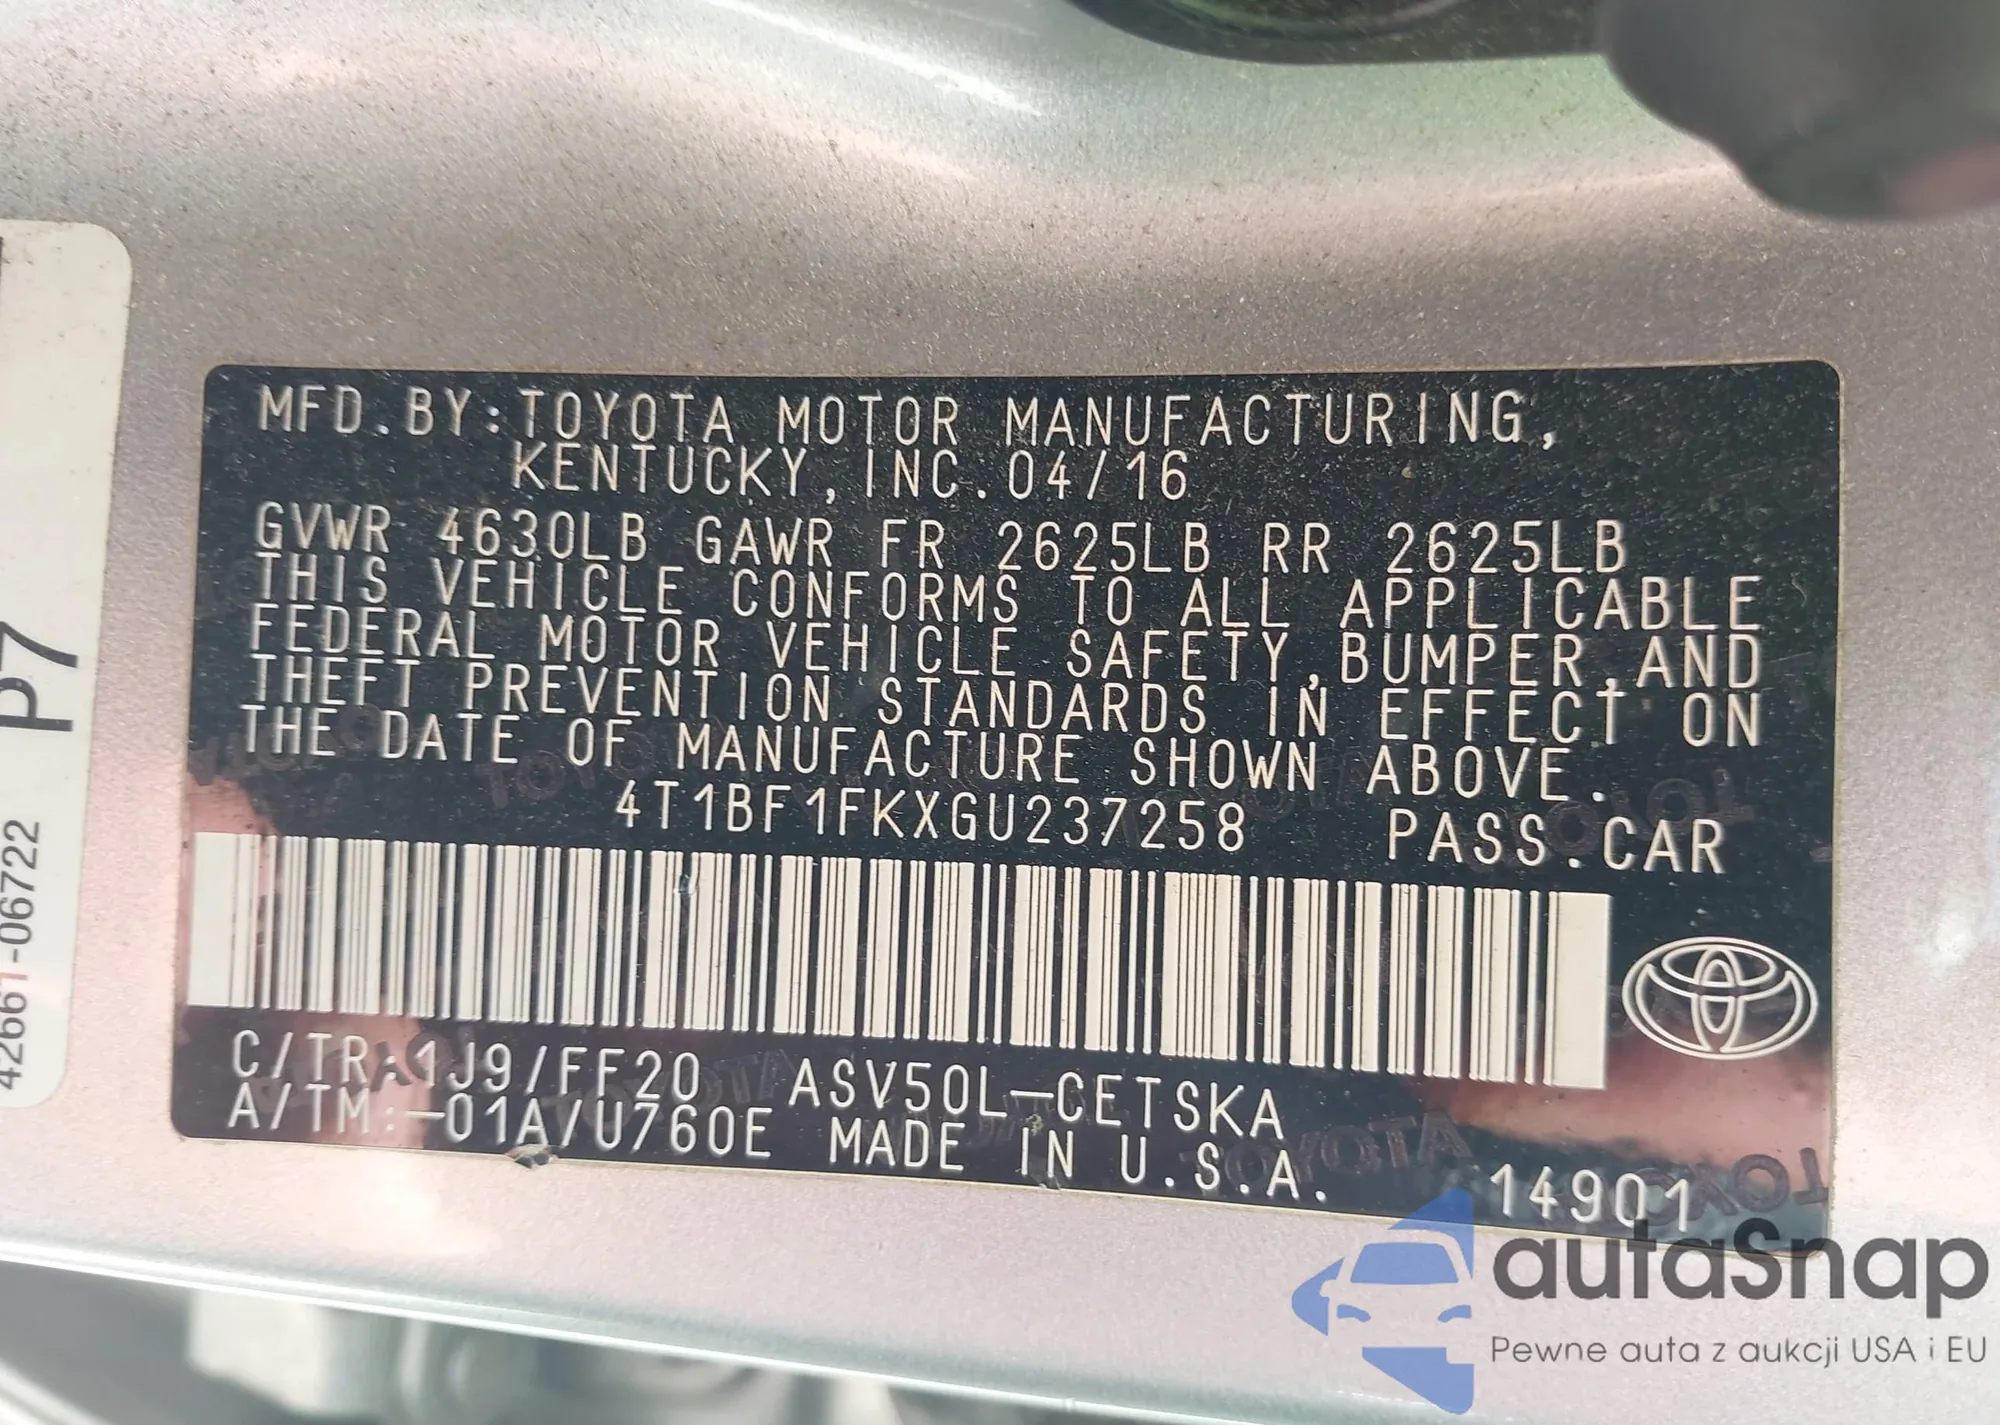 MFD.BY:TOYOTA MOTOR MANUFACTURING,
KENTUCKY, INC. 04/16
GVWR 4630LB GAWR FR 2625LB RR 2625LB
THIS VEHICLE CONFORMS TO ALL APPLICABLE
FEDERAL MOTOR VEHICLE SAFETY,BUMPER,AND
THEFT PREVENTION STANDARDS IN EFFECT ON
THE DATE OF MANUFACTURE SHOWN ABOVE.
4T1BF1FKXGU237258 PASS.CAR
C/TR:1J9/FF20 ASV50L-CETSKA
A/TM:-01A/U760E MADE IN U.S.A. 14901
P7
42661-06722
autaSnap
Pewne auta z aukcji USA i EU